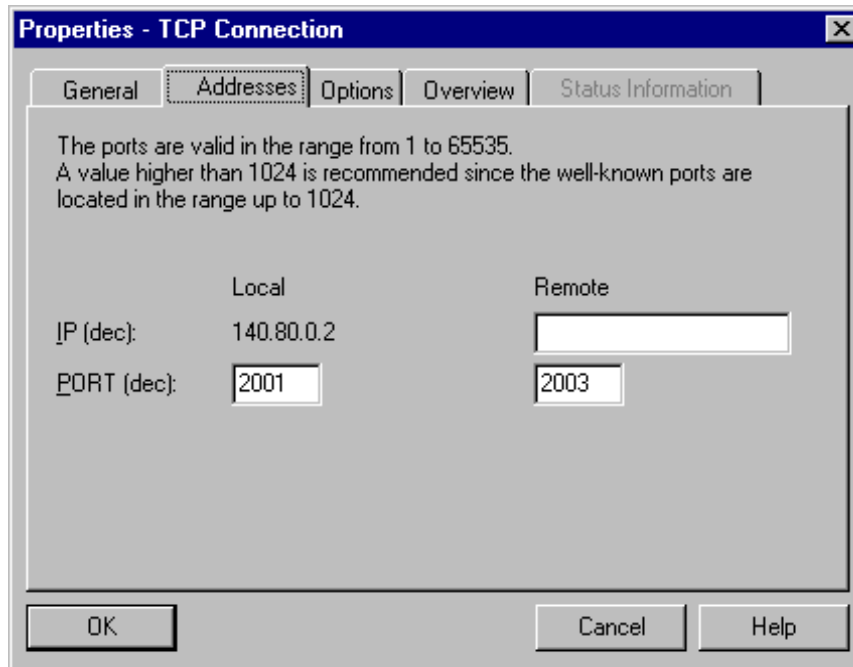 Properties - TCP Connection
General Addresses Options Overview Status Information
The ports are valid in the range from 1 to 65535.
A value higher than 1024 is recommended since the well-known ports are
located in the range up to 1024.
Local Remote
IP (dec): 140.80.0.2
PORT (dec): 2001 2003
OK Cancel Help